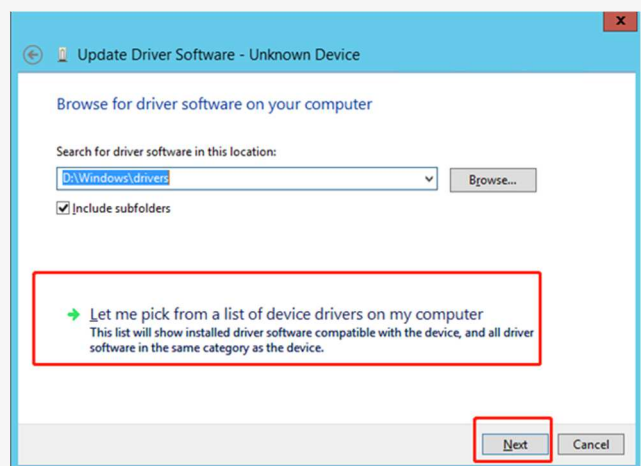 x
Update Driver Software - Unknown Device
Browse for driver software on your computer
Search for driver software in this location:
D:\Windows\drivers
Browse...
Include subfolders
Let me pick from a list of device drivers on my computer
This list will show installed driver software compatible with the device, and all driver
software in the same category as the device.
Next
Cancel